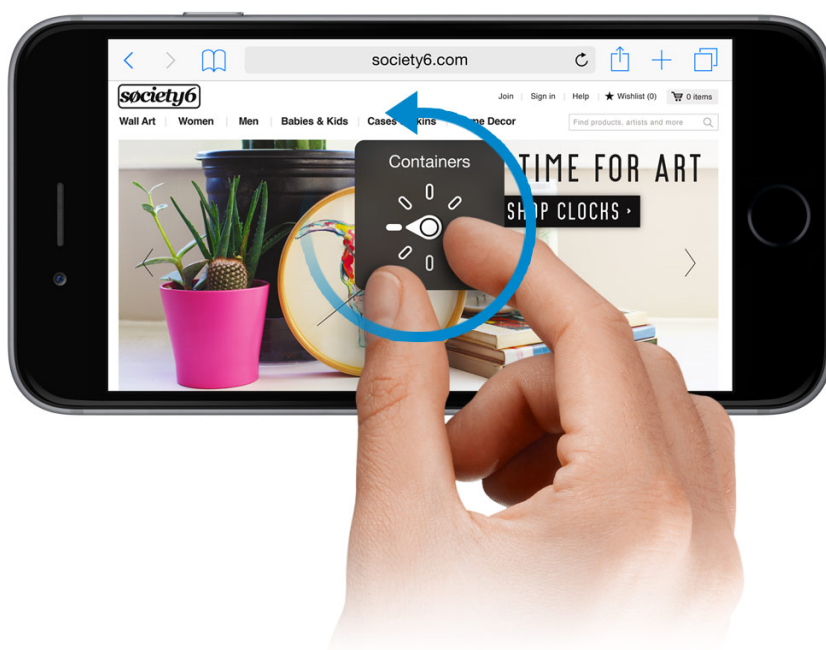 society6.com
søciety6
Join Sign in Help ★ Wishlist (0) 0 items
Wall Art Women Men Babies & Kids Cases kins me Decor
Find products, artists and more
Containers
TIME FOR ART
SHOP CLOCKS ›